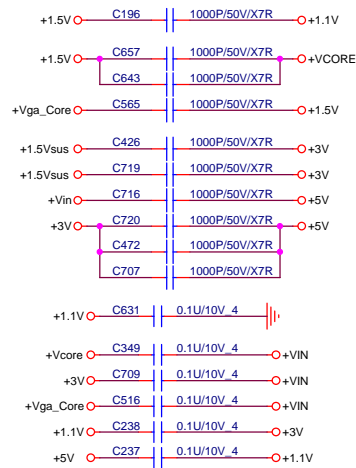 +1.5V C196 1000P/50V/X7R +1.1V
+1.5V C657 1000P/50V/X7R +VCORE
C643 1000P/50V/X7R
+Vga_Core C565 1000P/50V/X7R +1.5V
+1.5Vsus C426 1000P/50V/X7R +3V
+1.5Vsus C719 1000P/50V/X7R +3V
+Vin C716 1000P/50V/X7R +5V
+3V C720 1000P/50V/X7R +5V
C472 1000P/50V/X7R
C707 1000P/50V/X7R
+1.1V C631 0.1U/10V_4
+Vcore C349 0.1U/10V_4 +VIN
+3V C709 0.1U/10V_4 +VIN
+Vga_Core C516 0.1U/10V_4 +VIN
+1.1V C238 0.1U/10V_4 +3V
+5V C237 0.1U/10V_4 +1.1V